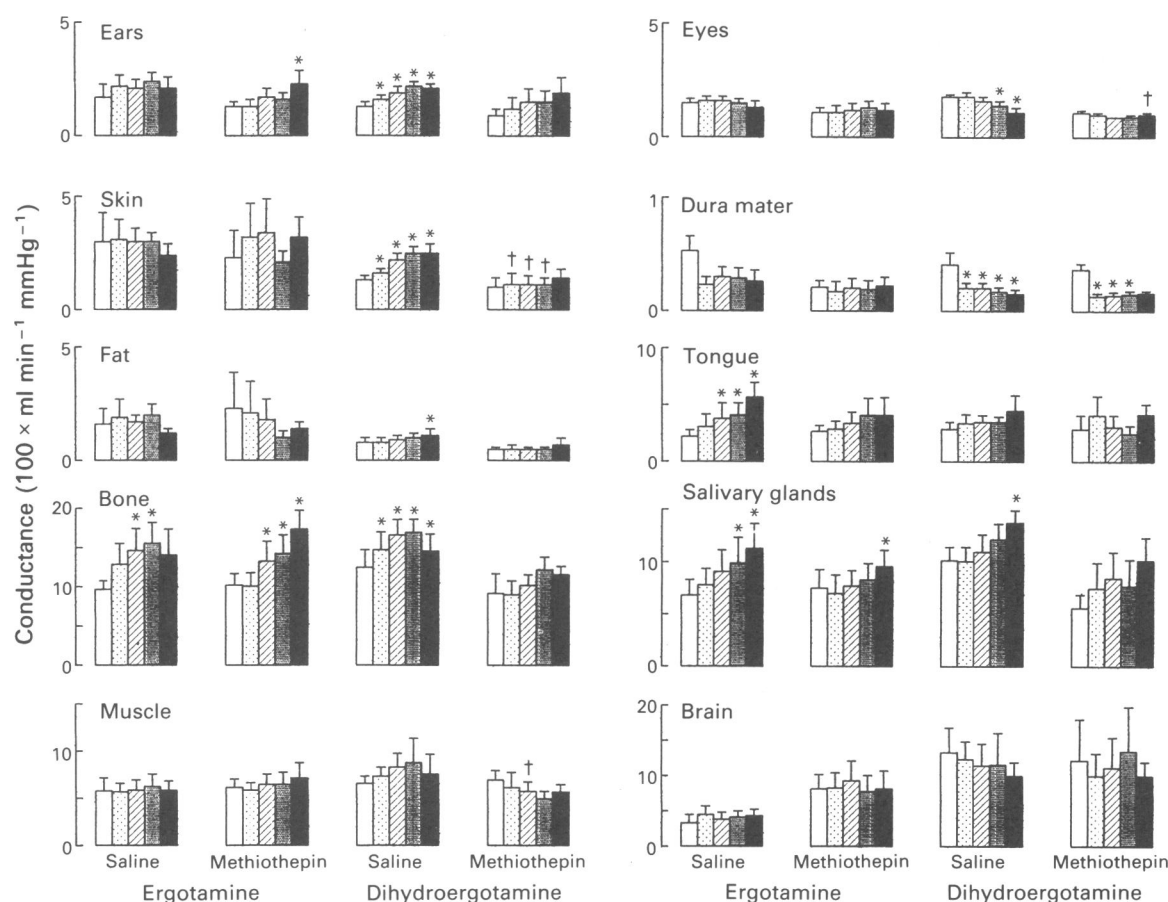 Conductance (100 × ml min⁻¹ mmHg⁻¹)
5
Ears
*
* * * *
0
5
Skin
* * * *
† † †
0
5
Fat
*
0
20
Bone
* *
* * *
* * * *
10
0
Muscle
10
†
0
Saline Methiothepin Saline Methiothepin
Ergotamine Dihydroergotamine
5
Eyes
* *
†
0
1
Dura mater
* * * *
* * *
0
10
Tongue
* * *
0
Salivary glands
* *
*
*
10
0
20
Brain
10
0
Saline Methiothepin Saline Methiothepin
Ergotamine Dihydroergotamine